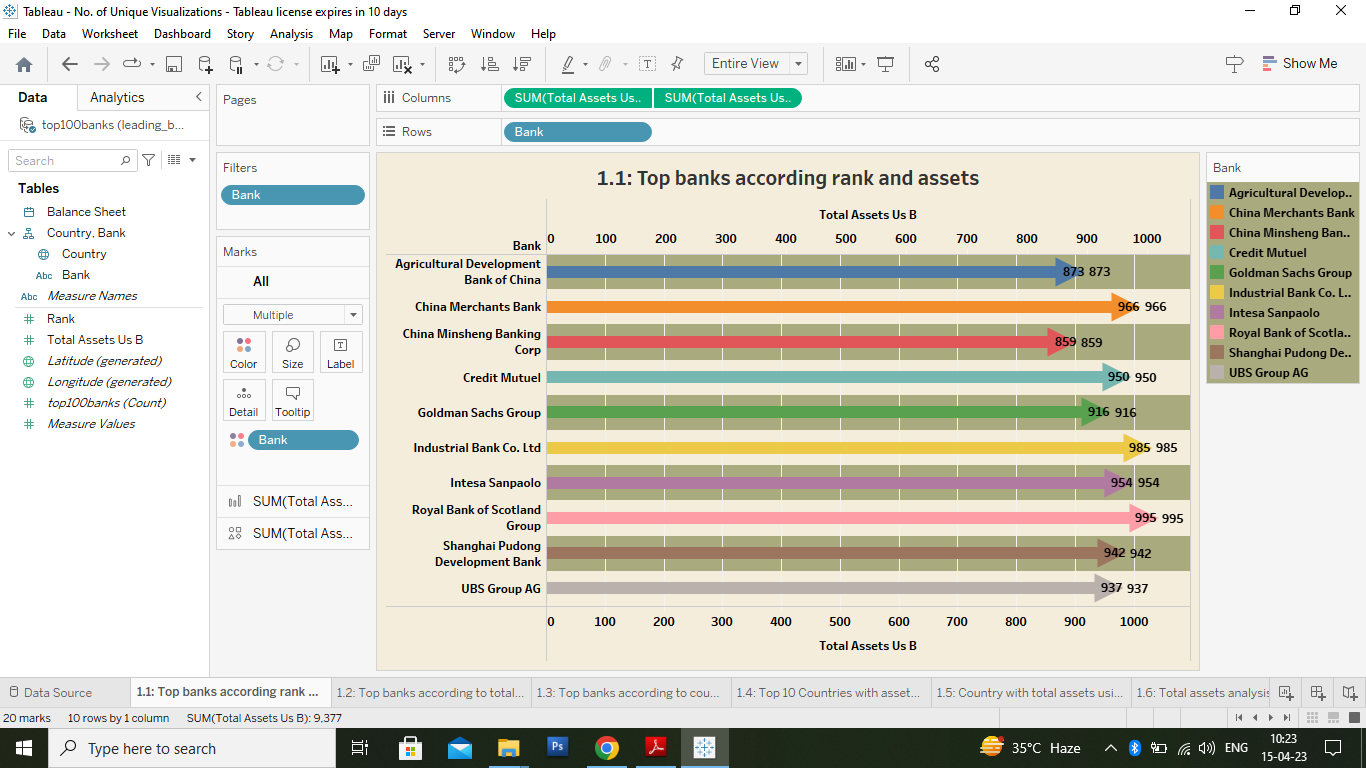 Tableau - No. of Unique Visualizations - Tableau license expires in 10 days
File Data Worksheet Dashboard Story Analysis Map Format Server Window Help
Entire View
Show Me
Data Analytics
top100banks (leading_b...
Search
Tables
Balance Sheet
Country, Bank
Country
Abc Bank
Abc Measure Names
Rank
Total Assets Us B
Latitude (generated)
Longitude (generated)
top100banks (Count)
Measure Values
Pages
Filters
Bank
Marks
All
Multiple
Color Size Label
Detail Tooltip
Bank
SUM(Total Ass...
SUM(Total Ass...
Columns SUM(Total Assets Us.. SUM(Total Assets Us..
Rows Bank
1.1: Top banks according rank and assets
Total Assets Us B
Bank 0 100 200 300 400 500 600 700 800 900 1000
Agricultural Development
Bank of China 873 873
China Merchants Bank 966 966
China Minsheng Banking
Corp 859 859
Credit Mutuel 950 950
Goldman Sachs Group 916 916
Industrial Bank Co. Ltd 985 985
Intesa Sanpaolo 954 954
Royal Bank of Scotland
Group 995 995
Shanghai Pudong
Development Bank 942 942
UBS Group AG 937 937
0 100 200 300 400 500 600 700 800 900 1000
Total Assets Us B
Bank
Agricultural Develop..
China Merchants Bank
China Minsheng Ban..
Credit Mutuel
Goldman Sachs Group
Industrial Bank Co. L..
Intesa Sanpaolo
Royal Bank of Scotla..
Shanghai Pudong De..
UBS Group AG
Data Source 1.1: Top banks according rank ... 1.2: Top banks according to total... 1.3: Top banks according to cou... 1.4: Top 10 Countries with asset... 1.5: Country with total assets usi... 1.6: Total assets analysis
20 marks 10 rows by 1 column SUM(Total Assets Us B): 9,377
Type here to search
Ps
35°C Haze
ENG
10:23
15-04-23